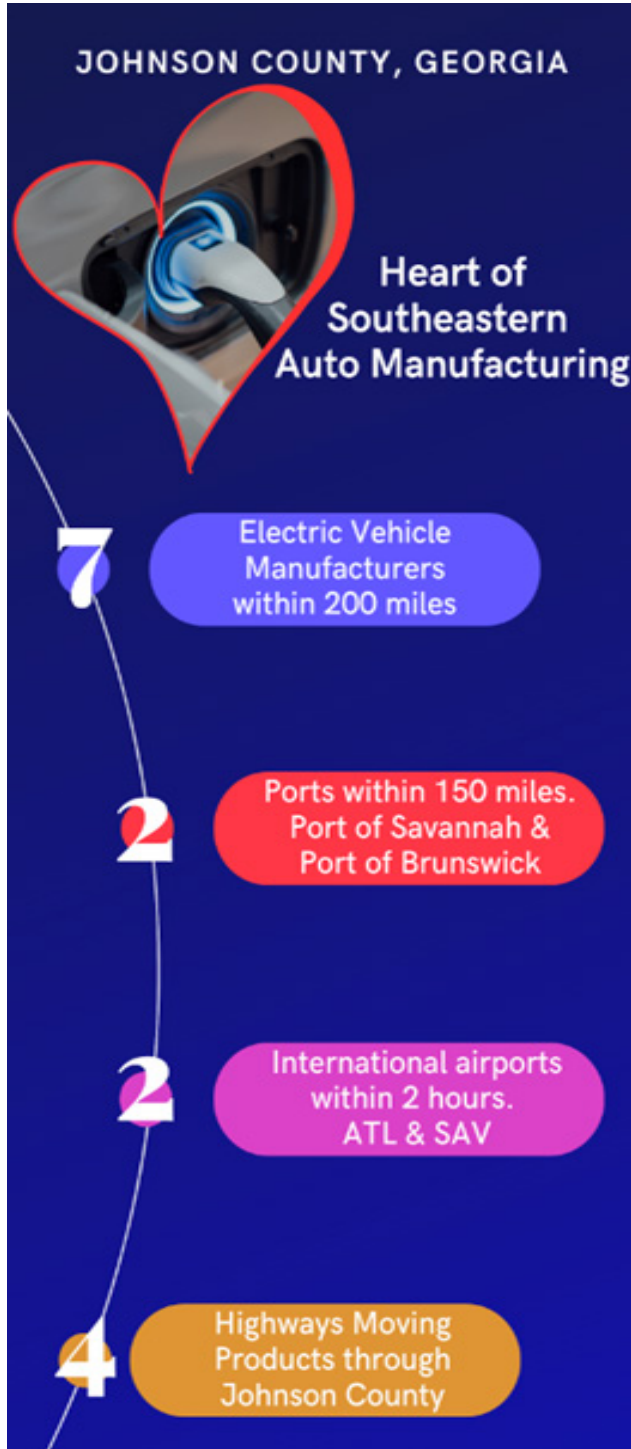 JOHNSON COUNTY, GEORGIA
Heart of
Southeastern
Auto Manufacturing
7
Electric Vehicle
Manufacturers
within 200 miles
2
Ports within 150 miles.
Port of Savannah &
Port of Brunswick
2
International airports
within 2 hours.
ATL & SAV
4
Highways Moving
Products through
Johnson County